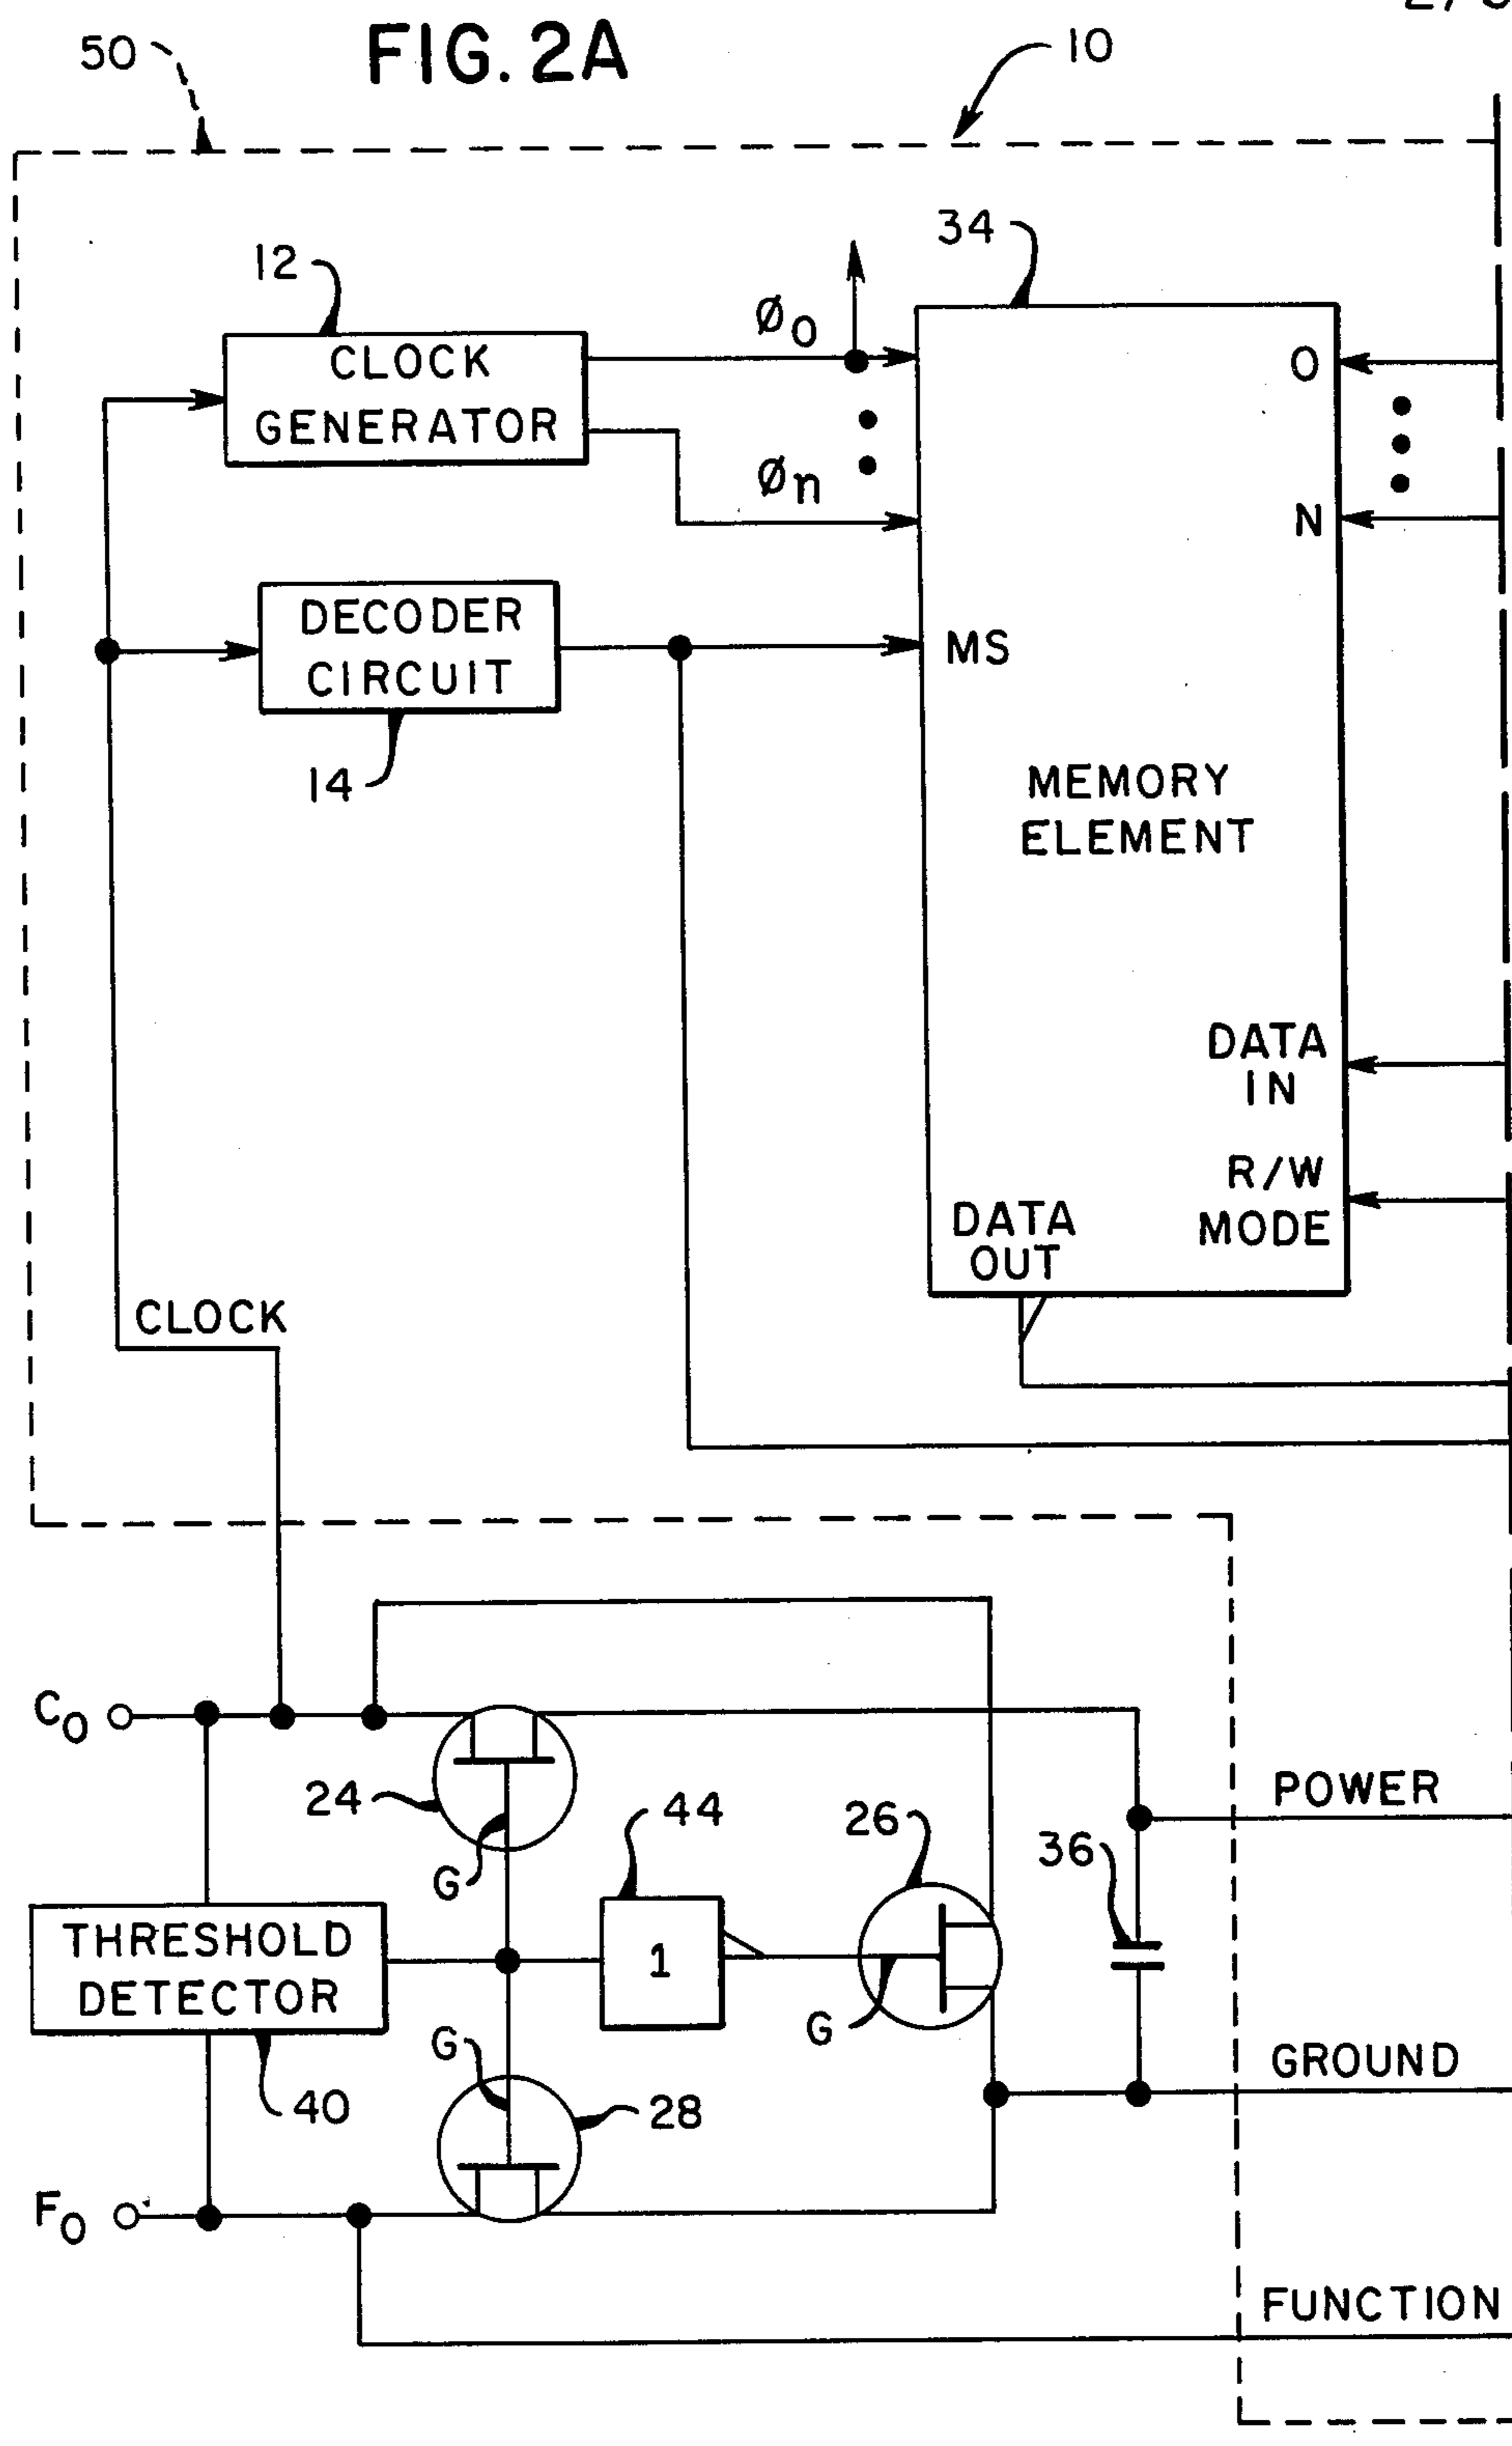 FIG. 2A
50
10
12
34
CLOCK
GENERATOR
Ø0
Øn
O
N
DECODER
CIRCUIT
14
MS
MEMORY
ELEMENT
DATA
IN
R/W
MODE
DATA
OUT
CLOCK
C0
24
G
44
26
36
POWER
THRESHOLD
DETECTOR
1
G
G
40
28
GROUND
F0
FUNCTION